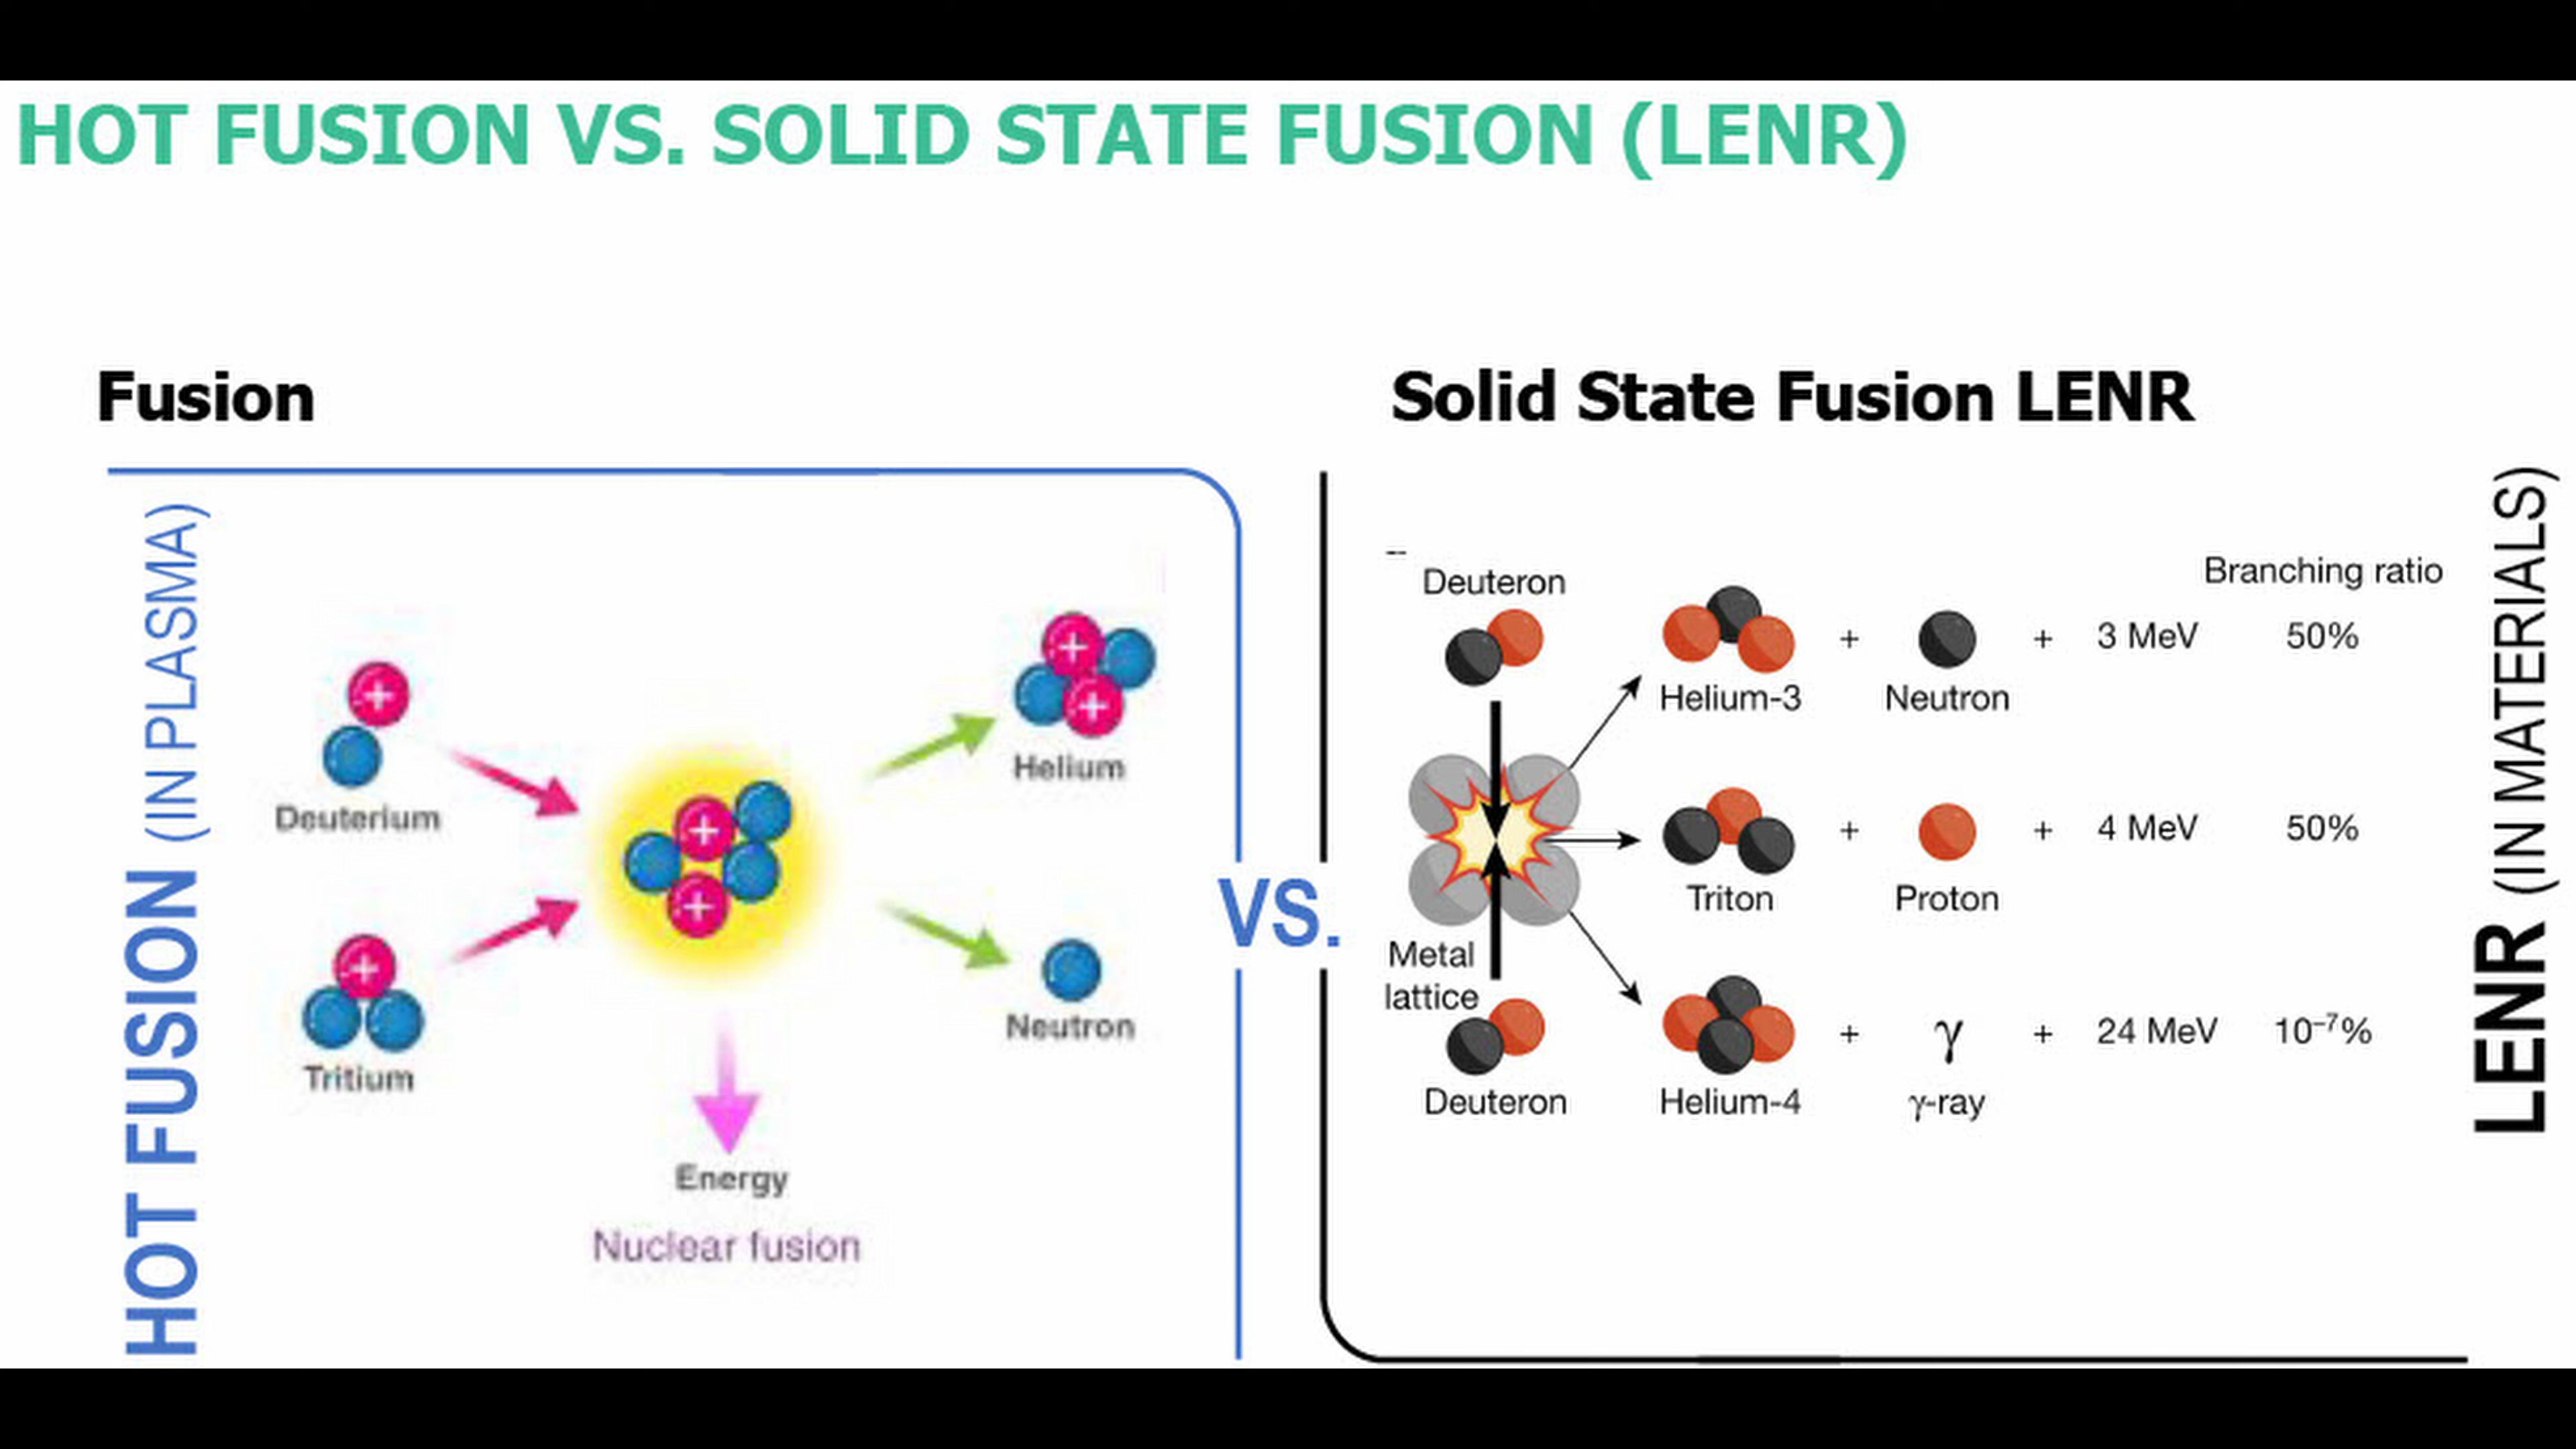 HOT FUSION VS. SOLID STATE FUSION (LENR)
Fusion
HOT FUSION (IN PLASMA)
Deuterium
Tritium
+
+
+
+
Helium
+
+
Neutron
Energy
Nuclear fusion
VS.
Solid State Fusion LENR
Branching ratio
Deuteron
Metal
lattice
Deuteron
+ + 3 MeV 50%
Helium-3 Neutron
+ + 4 MeV 50%
Triton Proton
+ γ + 24 MeV 10⁻⁷%
Helium-4 γ-ray
LENR (IN MATERIALS)